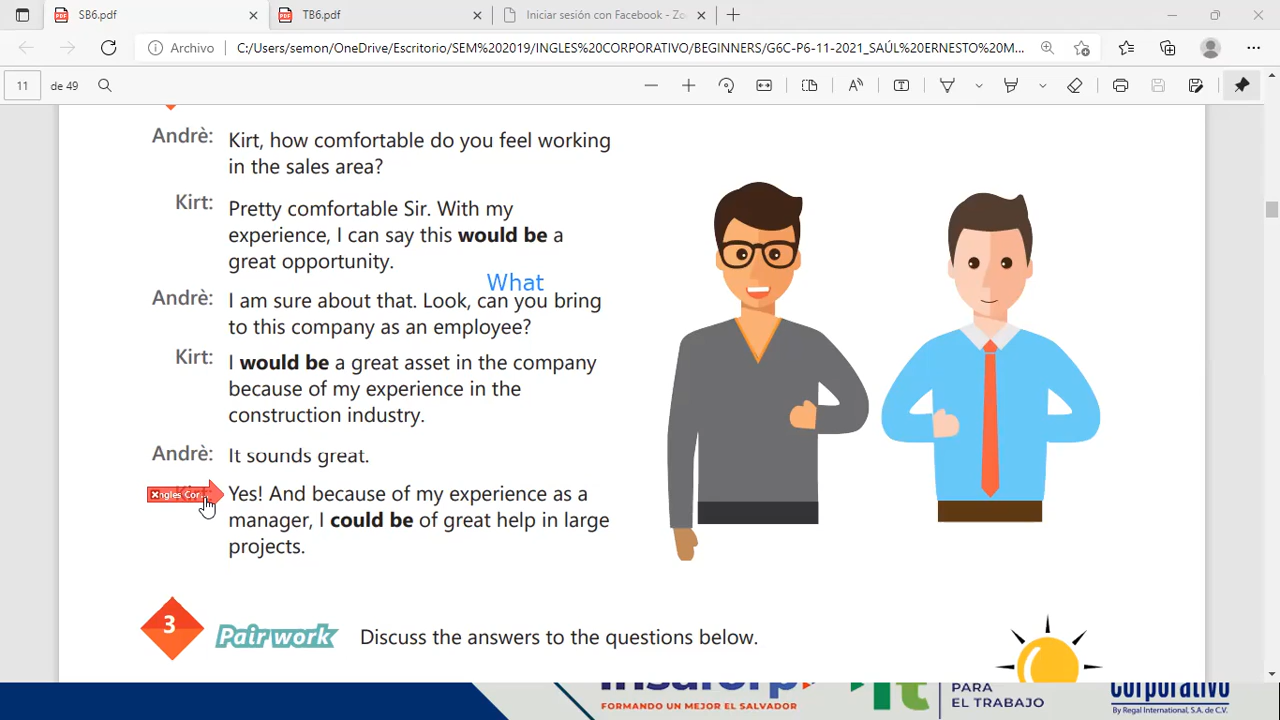 SB6.pdf
TB6.pdf
Iniciar sesión con Facebook - Zo
Archivo
C:/Users/semon/OneDrive/Escritorio/SEM%202019/INGLES%20CORPORATIVO/BEGINNERS/G6C-P6-11-2021_SAÚL%20ERNESTO%20M...
11 de 49
Andrè: Kirt, how comfortable do you feel working
in the sales area?
Kirt: Pretty comfortable Sir. With my
experience, I can say this would be a
great opportunity.
What
Andrè: I am sure about that. Look, can you bring
to this company as an employee?
Kirt: I would be a great asset in the company
because of my experience in the
construction industry.
Andrè: It sounds great.
Yes! And because of my experience as a
manager, I could be of great help in large
projects.
3 Pair work Discuss the answers to the questions below.
PARA
EL TRABAJO
FORMANDO UN MEJOR EL SALVADOR
corporativo
By Regal International, S.A. de C.V.